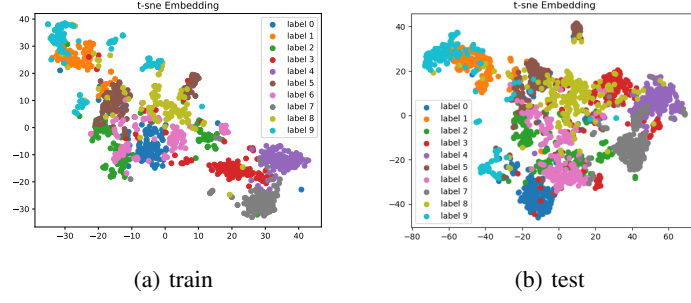 t-sne Embedding
40
30
20
10
0
−10
−20
−30
−30
−20
−10
0
10
20
30
40
label 0
label 1
label 2
label 3
label 4
label 5
label 6
label 7
label 8
label 9
(a) train
t-sne Embedding
40
20
0
−20
−40
−80
−60
−40
−20
0
20
40
60
label 0
label 1
label 2
label 3
label 4
label 5
label 6
label 7
label 8
label 9
(b) test